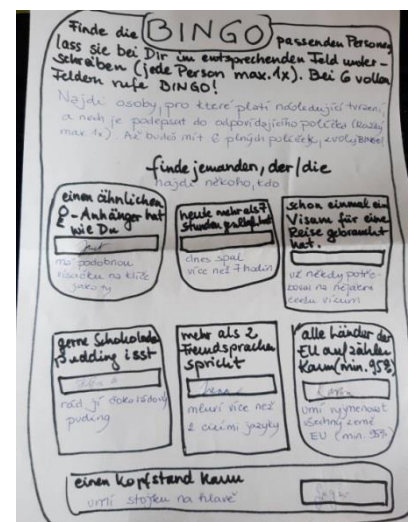 Finde die BINGO passenden Personen
lass sie bei Dir im entsprechenden Feld unter-
schreiben (jede Person max. 1x). Bei 6 vollen
Feldern rufe BINGO!
Najdi osoby, pro které platí následující tvrzení,
a nech je podepsat do odpovídajícího políčka (každý
max. 1x). Až budeš mít 6 plných políček, zvolej BINGO!
finde jemanden, der/die
najdi někoho, kdo
einen ähnlichen
-Anhänger hat
wie Du
má podobnou
na klíče
jako ty
heute mehr als 7
Stunden hat
dnes spal
více než 7 hodin
schon einmal ein
Visum für eine
Reise gebraucht
hat.
už někdy potře-
boval na nějakou
cestu vízum
gerne Schokoladen
pudding isst
rád jí čokoládový
puding
mehr als 2
Fremdsprachen
spricht
mluví více než
2 cizími jazyky
alle Länder der
EU aufzählen
kann (min. 95%)
umí vyjmenovat
všechny země
EU (min. 95%
einen Kopfstand kann
umí stojku na hlavě